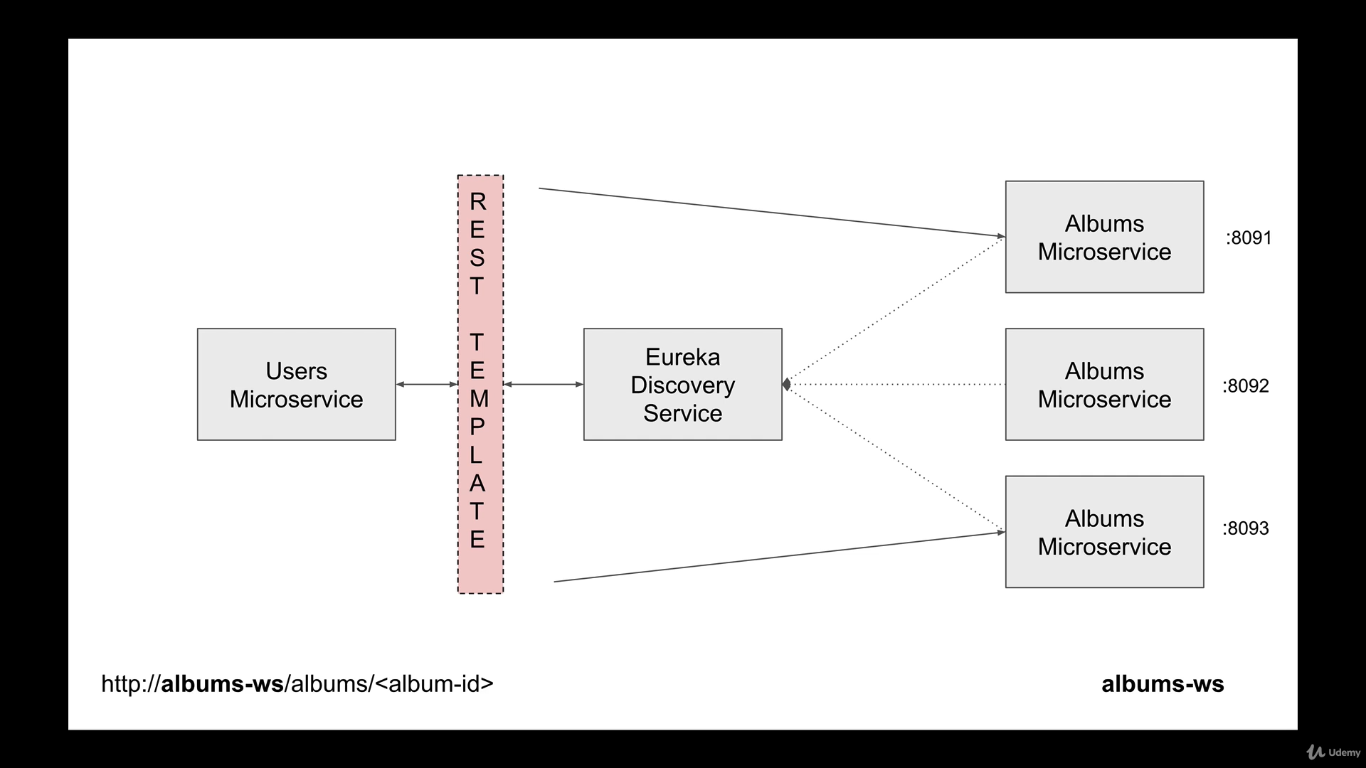 R
E
S
T
T
E
M
P
L
A
T
E
Users
Microservice
Eureka
Discovery
Service
Albums
Microservice
:8091
Albums
Microservice
:8092
Albums
Microservice
:8093
http://albums-ws/albums/<album-id>
albums-ws
Udemy